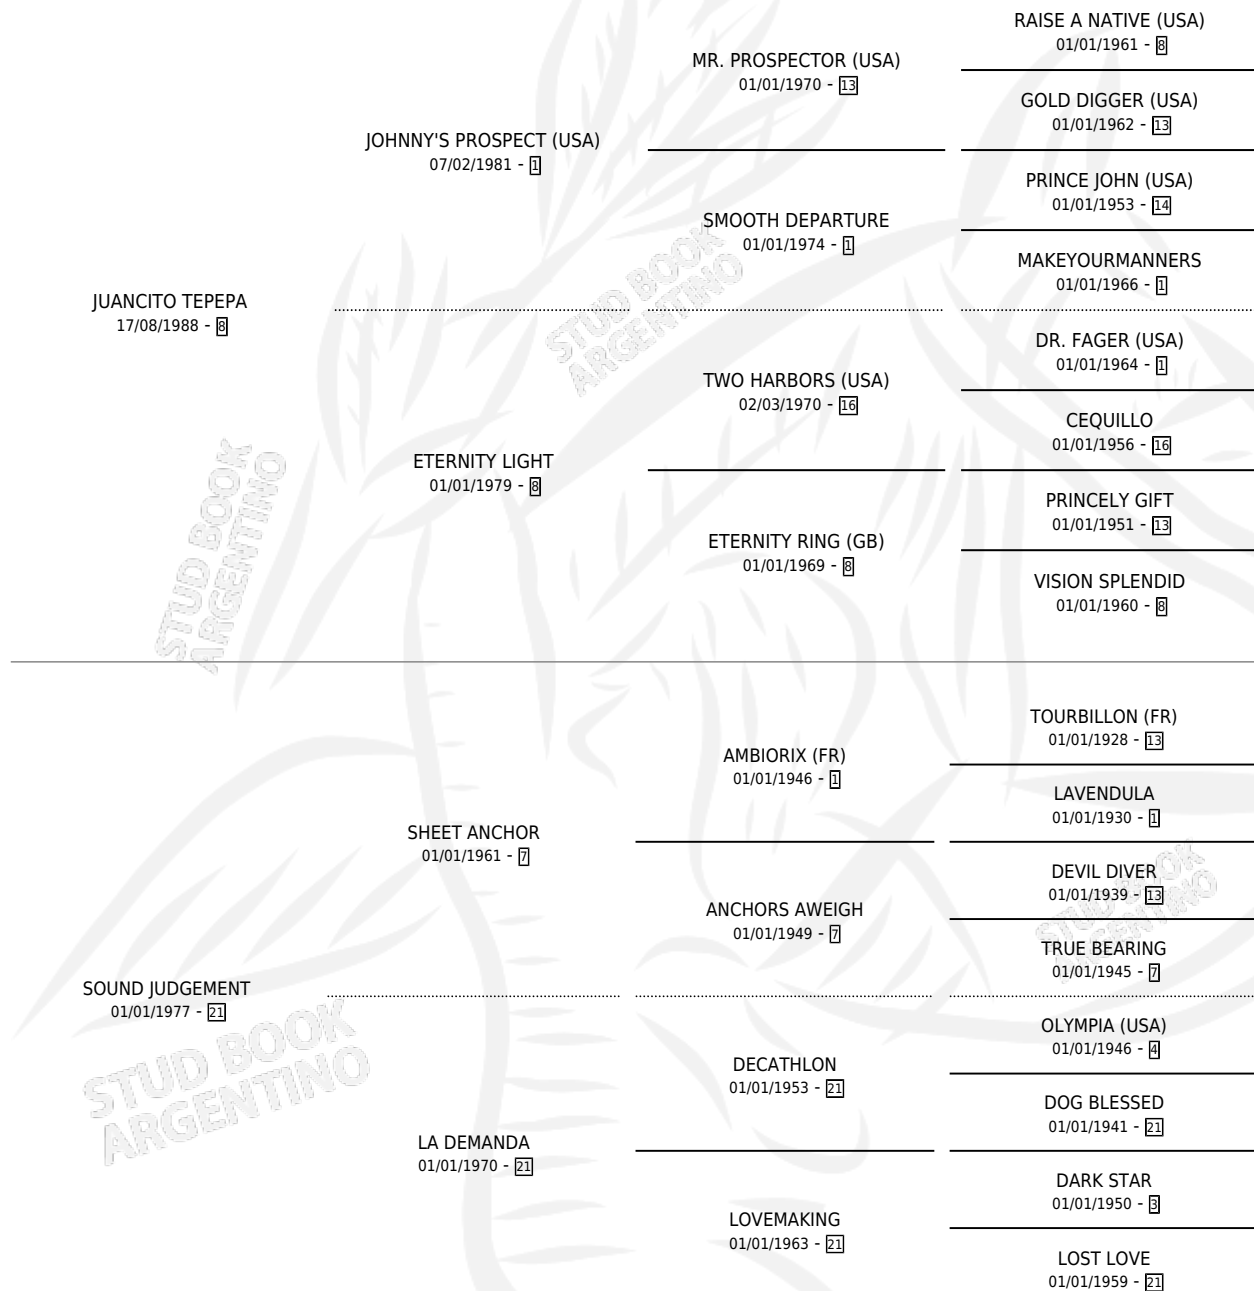 RAISE A NATIVE (USA)
01/01/1961 - 8
MR. PROSPECTOR (USA)
01/01/1970 - 13
GOLD DIGGER (USA)
01/01/1962 - 13
JOHNNY'S PROSPECT (USA)
07/02/1981 - 1
PRINCE JOHN (USA)
01/01/1953 - 14
SMOOTH DEPARTURE
01/01/1974 - 1
MAKEYOURMANNERS
01/01/1966 - 1
JUANCITO TEPEPA
17/08/1988 - 8
DR. FAGER (USA)
01/01/1964 - 1
TWO HARBORS (USA)
02/03/1970 - 16
CEQUILLO
01/01/1956 - 16
ETERNITY LIGHT
01/01/1979 - 8
PRINCELY GIFT
01/01/1951 - 13
ETERNITY RING (GB)
01/01/1969 - 8
VISION SPLENDID
01/01/1960 - 8
TOURBILLON (FR)
01/01/1928 - 13
AMBIORIX (FR)
01/01/1946 - 1
LAVENDULA
01/01/1930 - 1
SHEET ANCHOR
01/01/1961 - 7
DEVIL DIVER
01/01/1939 - 13
ANCHORS AWEIGH
01/01/1949 - 7
TRUE BEARING
01/01/1945 - 7
SOUND JUDGEMENT
01/01/1977 - 21
OLYMPIA (USA)
01/01/1946 - 4
DECATHLON
01/01/1953 - 21
DOG BLESSED
01/01/1941 - 21
LA DEMANDA
01/01/1970 - 21
DARK STAR
01/01/1950 - 3
LOVEMAKING
01/01/1963 - 21
LOST LOVE
01/01/1959 - 21
STUD BOOK
ARGENTINO
STUD BOOK
ARGENTINO
STUD BOOK
ARGENTINO
STUD BOOK
ARGENTINO